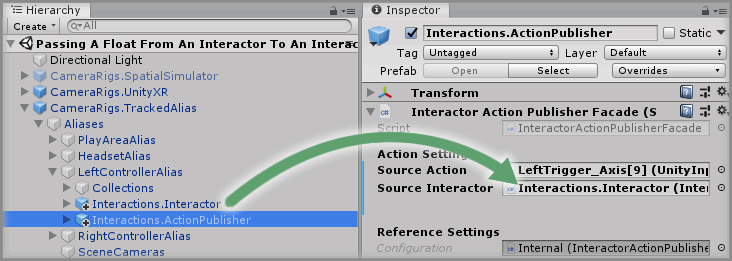 Hierarchy
Create
All
Passing A Float From An Interactor To An Interac
Directional Light
CameraRigs.SpatialSimulator
CameraRigs.UnityXR
CameraRigs.TrackedAlias
Aliases
PlayAreaAlias
HeadsetAlias
LeftControllerAlias
Collections
Interactions.Interactor
Interactions.ActionPublisher
RightControllerAlias
SceneCameras
Inspector
Interactions.ActionPublisher
Static
Tag Untagged Layer Default
Prefab Open Select Overrides
Transform
Interactor Action Publisher Facade (S
Script InteractorActionPublisherFacade
Action Setting
Source Action LeftTrigger_Axis[9] (UnityInp
Source Interactor Interactions.Interactor (Inter
Reference Settings
Configuration Internal (InteractorActionPublishe